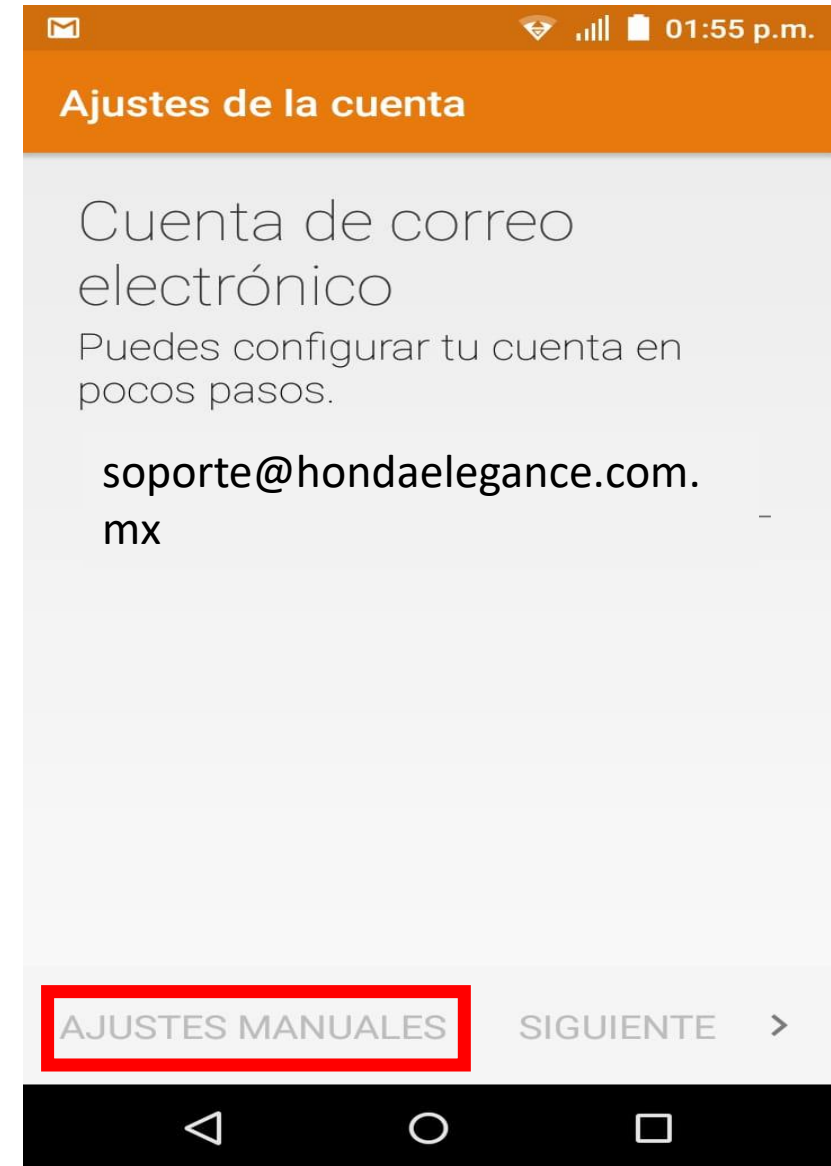 01:55 p.m.
Ajustes de la cuenta
Cuenta de correo
electrónico
Puedes configurar tu cuenta en
pocos pasos.
soporte@hondaelegance.com.
mx
AJUSTES MANUALES SIGUIENTE >